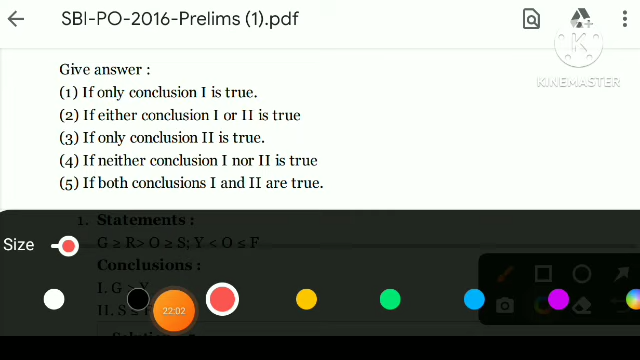 SBI-PO-2016-Prelims (1).pdf
KINEMASTER
Give answer :
(1) If only conclusion I is true.
(2) If either conclusion I or II is true
(3) If only conclusion II is true.
(4) If neither conclusion I nor II is true
(5) If both conclusions I and II are true.
1. Statements :
G ≥ R> O ≥ S; Y < O ≤ F
Size
Conclusions :
I. G > Y
22:02
II. S ≤